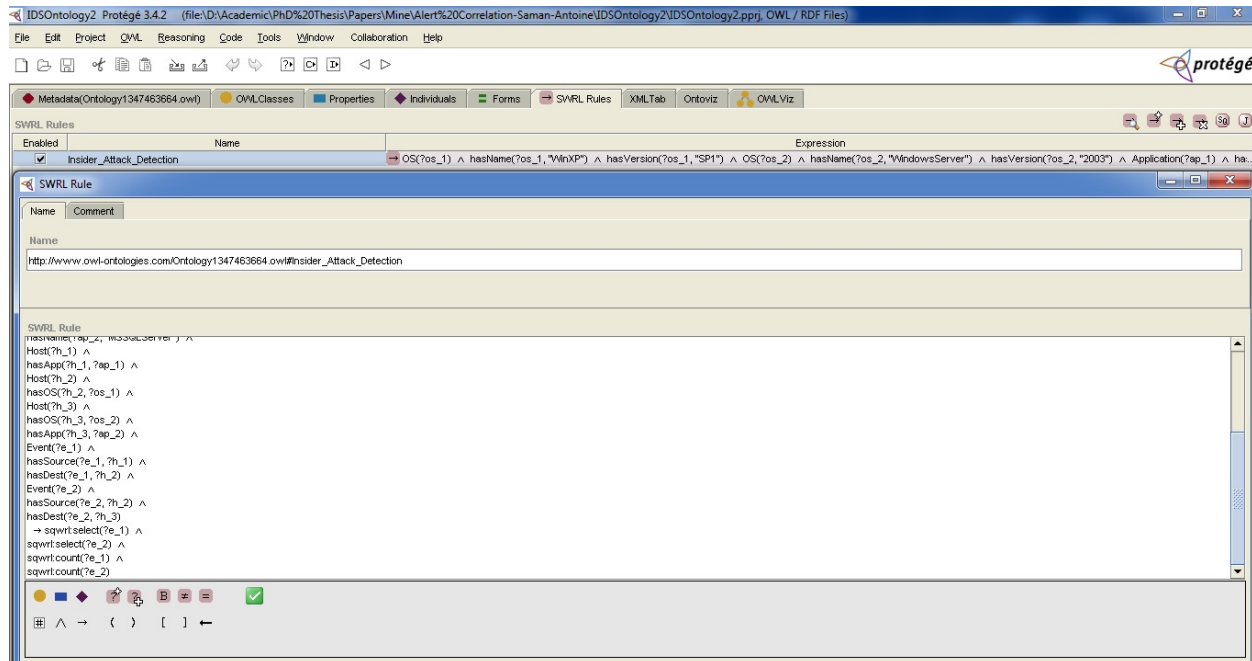 IDSOntology2 Protégé 3.4.2 (file:\D:\Academic\PhD%20Thesis\Papers\Mine\Alert%20Correlation-Saman-Antoine\IDSOntology2\IDSOntology2.pprj, OWL / RDF Files)
File Edit Project OWL Reasoning Code Tools Window Collaboration Help
protégé
Metadata(Ontology1347463664.owl) OWLClasses Properties Individuals Forms SWRL Rules XMLTab Ontoviz OWLViz
SWRL Rules
Enabled Name Expression
Insider_Attack_Detection → OS(?os_1) ∧ hasName(?os_1, "WinXP") ∧ hasVersion(?os_1, "SP1") ∧ OS(?os_2) ∧ hasName(?os_2, "WindowsServer") ∧ hasVersion(?os_2, "2003") ∧ Application(?ap_1) ∧ ha...
SWRL Rule
Name Comment
Name
http://www.owl-ontologies.com/Ontology1347463664.owl#Insider_Attack_Detection
SWRL Rule
hasName(?ap_2, "MSSQLServer") ∧
Host(?h_1) ∧
hasApp(?h_1, ?ap_1) ∧
Host(?h_2) ∧
hasOS(?h_2, ?os_1) ∧
Host(?h_3) ∧
hasOS(?h_3, ?os_2) ∧
hasApp(?h_3, ?ap_2) ∧
Event(?e_1) ∧
hasSource(?e_1, ?h_1) ∧
hasDest(?e_1, ?h_2) ∧
Event(?e_2) ∧
hasSource(?e_2, ?h_2) ∧
hasDest(?e_2, ?h_3)
→ sqwrl:select(?e_1) ∧
sqwrl:select(?e_2) ∧
sqwrl:count(?e_1) ∧
sqwrl:count(?e_2)
? ? B ≠ =
# ∧ → ( ) [ ] ←